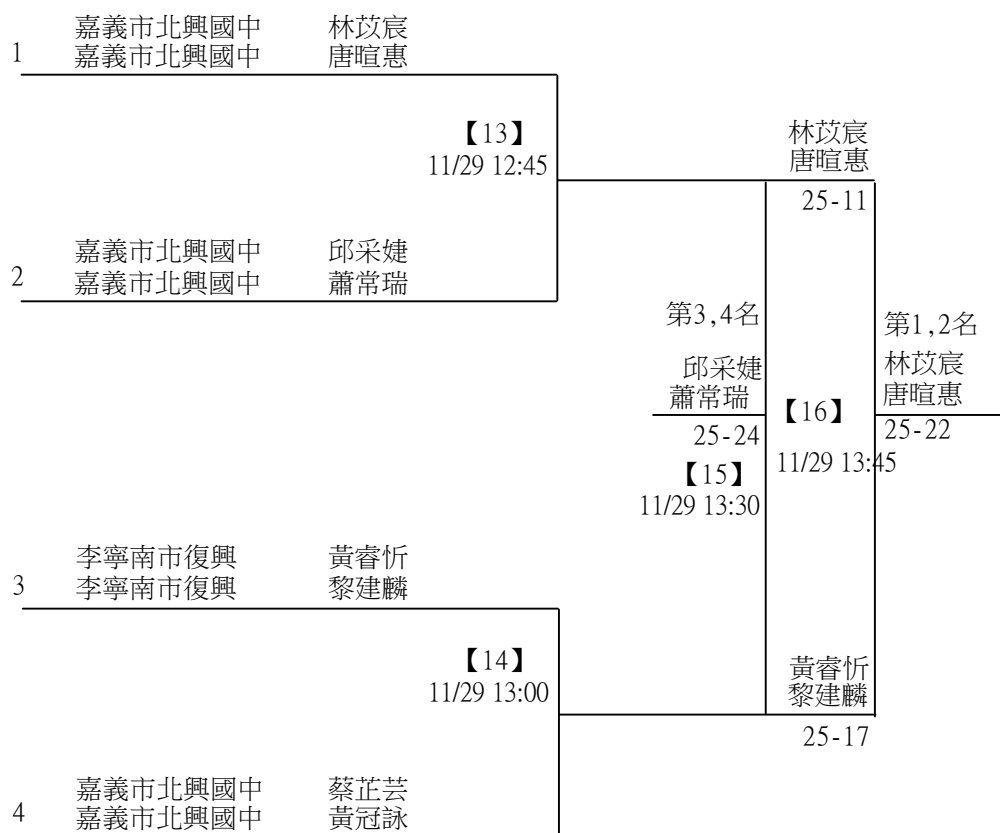 嘉義市北興國中 林苡宸
1 嘉義市北興國中 唐暄惠
【13】
11/29 12:45
林苡宸
唐暄惠
25-11
嘉義市北興國中 邱采婕
2 嘉義市北興國中 蕭常瑞
第3,4名
第1,2名
邱采婕
蕭常瑞
25-24
【15】
11/29 13:30
【16】
11/29 13:45
林苡宸
唐暄惠
25-22
李寧南市復興 黃睿忻
3 李寧南市復興 黎建麟
【14】
11/29 13:00
黃睿忻
黎建麟
25-17
嘉義市北興國中 蔡芷芸
4 嘉義市北興國中 黃冠詠